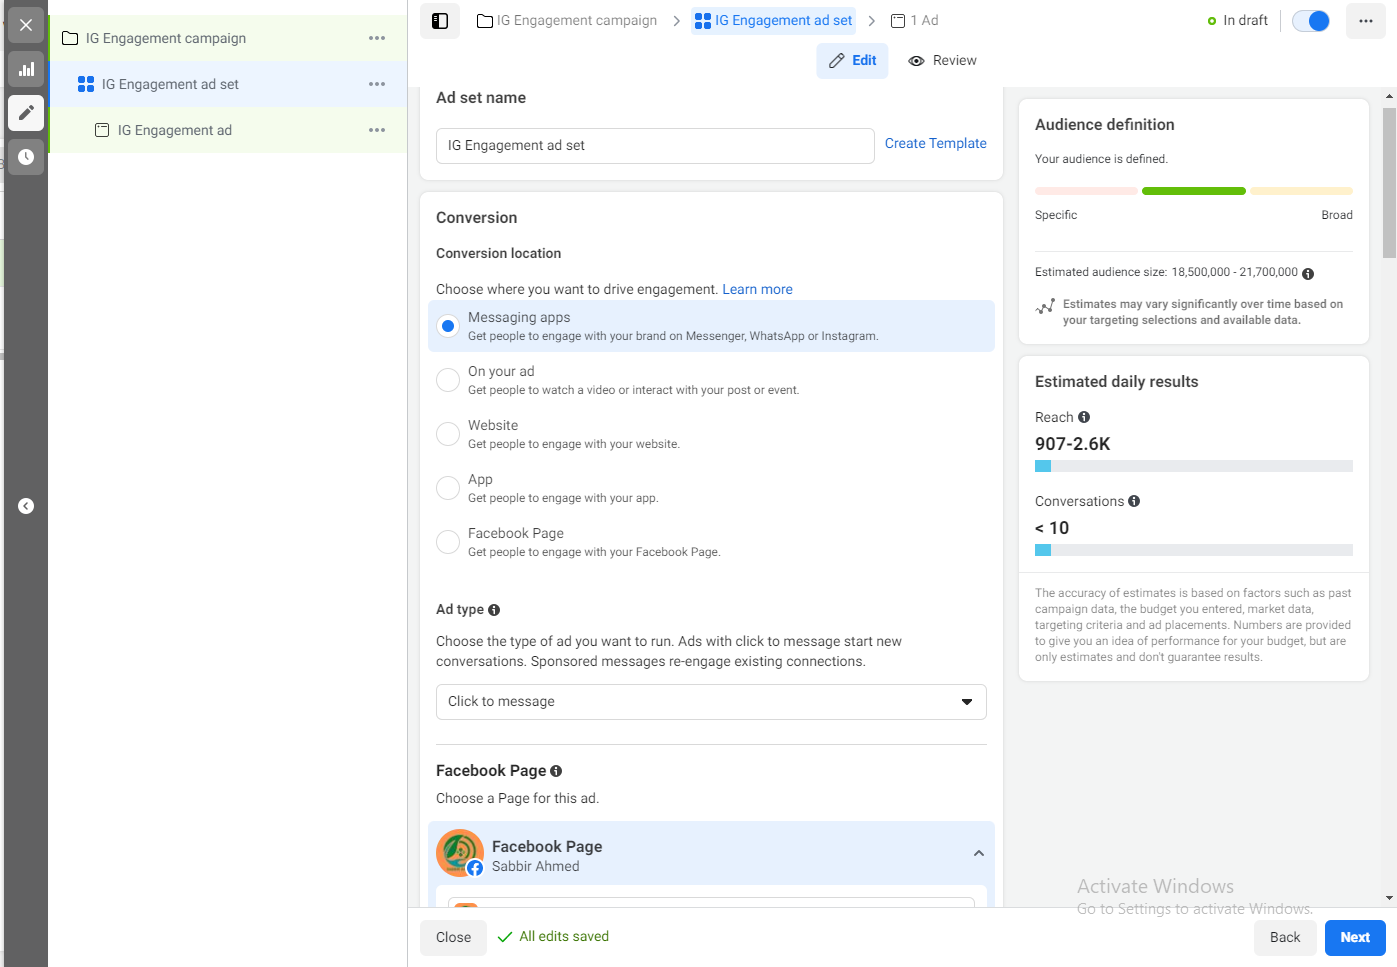 IG Engagement campaign
IG Engagement ad set
IG Engagement ad
IG Engagement campaign
IG Engagement ad set
1 Ad
In draft
Edit
Review
Ad set name
IG Engagement ad set
Create Template
Conversion
Conversion location
Choose where you want to drive engagement. Learn more
Messaging apps
Get people to engage with your brand on Messenger, WhatsApp or Instagram.
On your ad
Get people to watch a video or interact with your post or event.
Website
Get people to engage with your website.
App
Get people to engage with your app.
Facebook Page
Get people to engage with your Facebook Page.
Ad type
Choose the type of ad you want to run. Ads with click to message start new
conversations. Sponsored messages re-engage existing connections.
Click to message
Facebook Page
Choose a Page for this ad.
Facebook Page
Sabbir Ahmed
Close
All edits saved
Audience definition
Your audience is defined.
Specific
Broad
Estimated audience size: 18,500,000 - 21,700,000
Estimates may vary significantly over time based on
your targeting selections and available data.
Estimated daily results
Reach
907-2.6K
Conversations
< 10
The accuracy of estimates is based on factors such as past
campaign data, the budget you entered, market data,
targeting criteria and ad placements. Numbers are provided
to give you an idea of performance for your budget, but are
only estimates and don't guarantee results.
Activate Windows
Go to Settings to activate Windows.
Back
Next